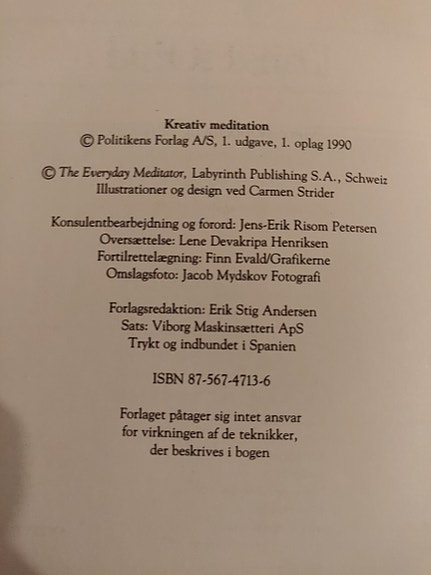 Kreativ meditation
© Politikens Forlag A/S, 1. udgave, 1. oplag 1990
© The Everyday Meditator, Labyrinth Publishing S.A., Schweiz
Illustrationer og design ved Carmen Strider
Konsulentbearbejdning og forord: Jens-Erik Risom Petersen
Oversættelse: Lene Devakripa Henriksen
Fortilrettelægning: Finn Evald/Grafikerne
Omslagsfoto: Jacob Mydskov Fotografi
Forlagsredaktion: Erik Stig Andersen
Sats: Viborg Maskinsætteri ApS
Trykt og indbundet i Spanien
ISBN 87-567-4713-6
Forlaget påtager sig intet ansvar
for virkningen af de teknikker,
der beskrives i bogen